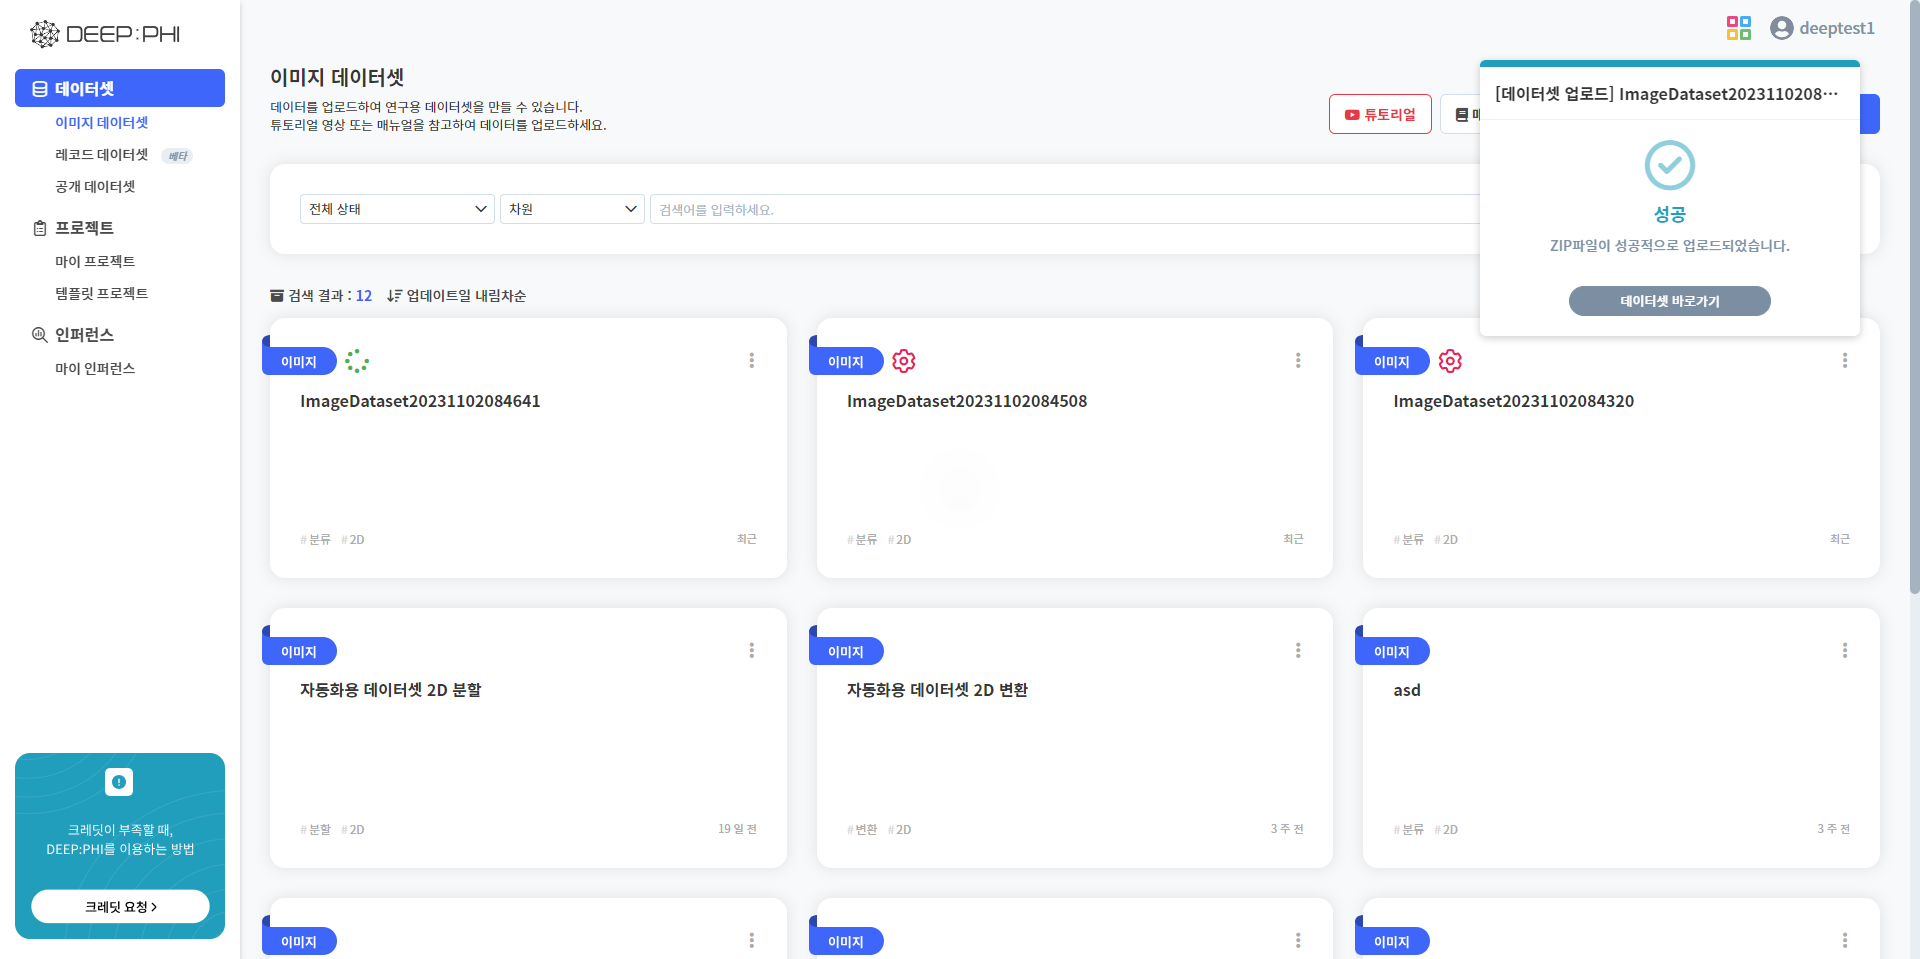 DEEP:PHI
데이터셋
이미지 데이터셋
레코드 데이터셋 베타
공개 데이터셋
프로젝트
마이 프로젝트
템플릿 프로젝트
인퍼런스
마이 인퍼런스
크레딧이 부족할 때,
DEEP:PHI를 이용하는 방법
크레딧 요청
deeptest1
이미지 데이터셋
데이터를 업로드하여 연구용 데이터셋을 만들 수 있습니다.
튜토리얼 영상 또는 매뉴얼을 참고하여 데이터를 업로드하세요.
튜토리얼
[데이터셋 업로드] ImageDataset2023110208···
성공
ZIP파일이 성공적으로 업로드되었습니다.
데이터셋 바로가기
전체 상태 차원 검색어를 입력하세요.
검색 결과 : 12 업데이트일 내림차순
이미지
ImageDataset20231102084641
#분류 #2D 최근
이미지
ImageDataset20231102084508
#분류 #2D 최근
이미지
ImageDataset20231102084320
#분류 #2D 최근
이미지
자동화용 데이터셋 2D 분할
#분할 #2D 19 일 전
이미지
자동화용 데이터셋 2D 변환
#변환 #2D 3 주 전
이미지
asd
#분류 #2D 3 주 전
이미지
이미지
이미지